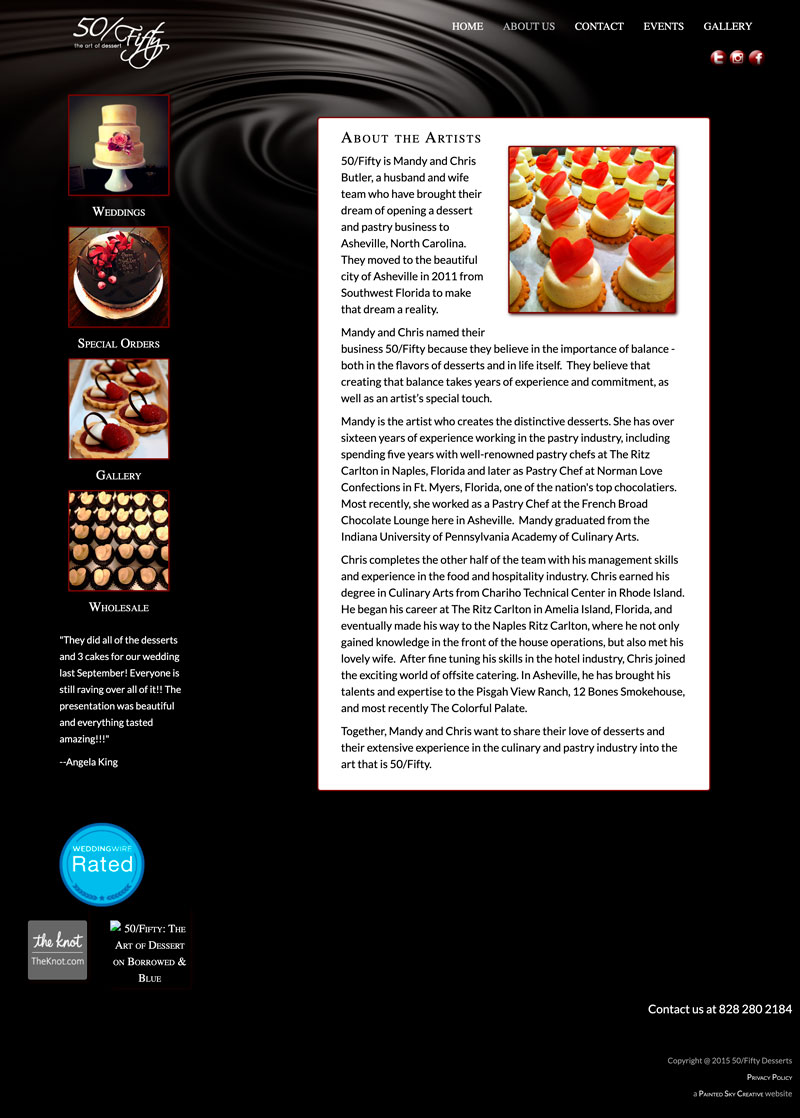 50/Fifty
the art of dessert
HOME ABOUT US CONTACT EVENTS GALLERY
Weddings
Special Orders
Gallery
Wholesale
"They did all of the desserts
and 3 cakes for our wedding
last September! Everyone is
still raving over all of it!! The
presentation was beautiful
and everything tasted
amazing!!!"
--Angela King
WEDDINGWIRE
Rated
the knot
TheKnot.com
50/Fifty: The
Art of Dessert
on Borrowed &
Blue
About the Artists
50/Fifty is Mandy and Chris
Butler, a husband and wife
team who have brought their
dream of opening a dessert
and pastry business to
Asheville, North Carolina.
They moved to the beautiful
city of Asheville in 2011 from
Southwest Florida to make
that dream a reality.
Mandy and Chris named their
business 50/Fifty because they believe in the importance of balance -
both in the flavors of desserts and in life itself.  They believe that
creating that balance takes years of experience and commitment, as
well as an artist's special touch.
Mandy is the artist who creates the distinctive desserts. She has over
sixteen years of experience working in the pastry industry, including
spending five years with well-renowned pastry chefs at The Ritz
Carlton in Naples, Florida and later as Pastry Chef at Norman Love
Confections in Ft. Myers, Florida, one of the nation's top chocolatiers.
Most recently, she worked as a Pastry Chef at the French Broad
Chocolate Lounge here in Asheville.  Mandy graduated from the
Indiana University of Pennsylvania Academy of Culinary Arts.
Chris completes the other half of the team with his management skills
and experience in the food and hospitality industry. Chris earned his
degree in Culinary Arts from Chariho Technical Center in Rhode Island.
He began his career at The Ritz Carlton in Amelia Island, Florida, and
eventually made his way to the Naples Ritz Carlton, where he not only
gained knowledge in the front of the house operations, but also met his
lovely wife.  After fine tuning his skills in the hotel industry, Chris joined
the exciting world of offsite catering. In Asheville, he has brought his
talents and expertise to the Pisgah View Ranch, 12 Bones Smokehouse,
and most recently The Colorful Palate.
Together, Mandy and Chris want to share their love of desserts and
their extensive experience in the culinary and pastry industry into the
art that is 50/Fifty.
Contact us at 828 280 2184
Copyright @ 2015 50/Fifty Desserts
Privacy Policy
a Painted Sky Creative website